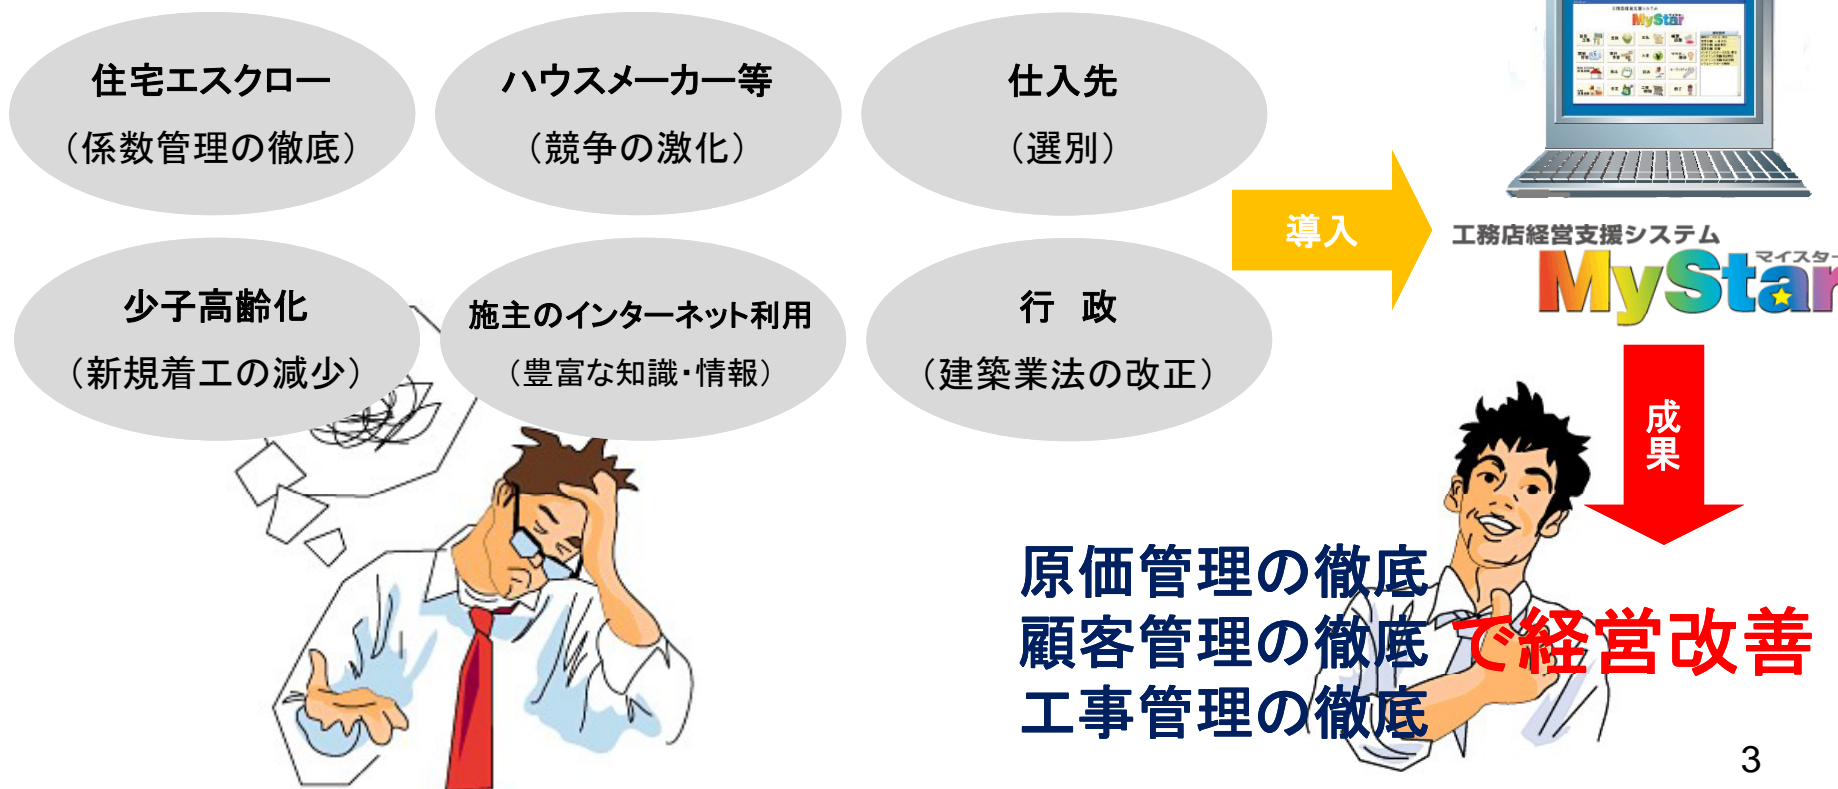 住宅エスクロー
（係数管理の徹底）
ハウスメーカー等
（競争の激化）
仕入先
（選別）
少子高齢化
（新規着工の減少）
施主のインターネット利用
（豊富な知識・情報）
行　政
（建築業法の改正）
導入
MyStar
工務店経営支援システム
マイスター
MyStar
成果
原価管理の徹底
顧客管理の徹底
工事管理の徹底
で経営改善
3